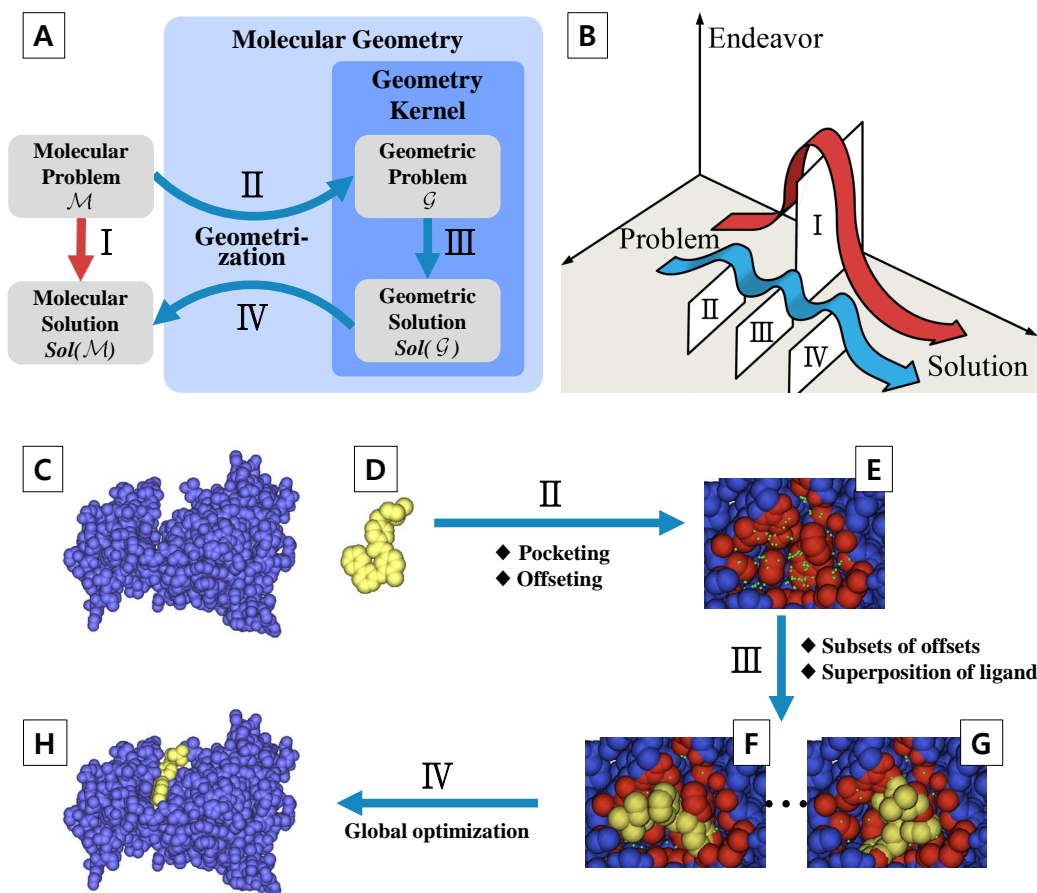 A
Molecular Geometry
Geometry
Kernel
Molecular
Problem
ℳ
Geometric
Problem
𝒢
Ⅱ
Ⅰ
Geometri-
zation
Ⅲ
Molecular
Solution
Sol(ℳ)
Ⅳ
Geometric
Solution
Sol(𝒢)
B
Endeavor
Problem
Ⅰ
Ⅱ
Ⅲ
Ⅳ
Solution
C
D
Ⅱ
◆ Pocketing
◆ Offseting
E
Ⅲ
◆ Subsets of offsets
◆ Superposition of ligand
H
Ⅳ
Global optimization
F
• • •
G